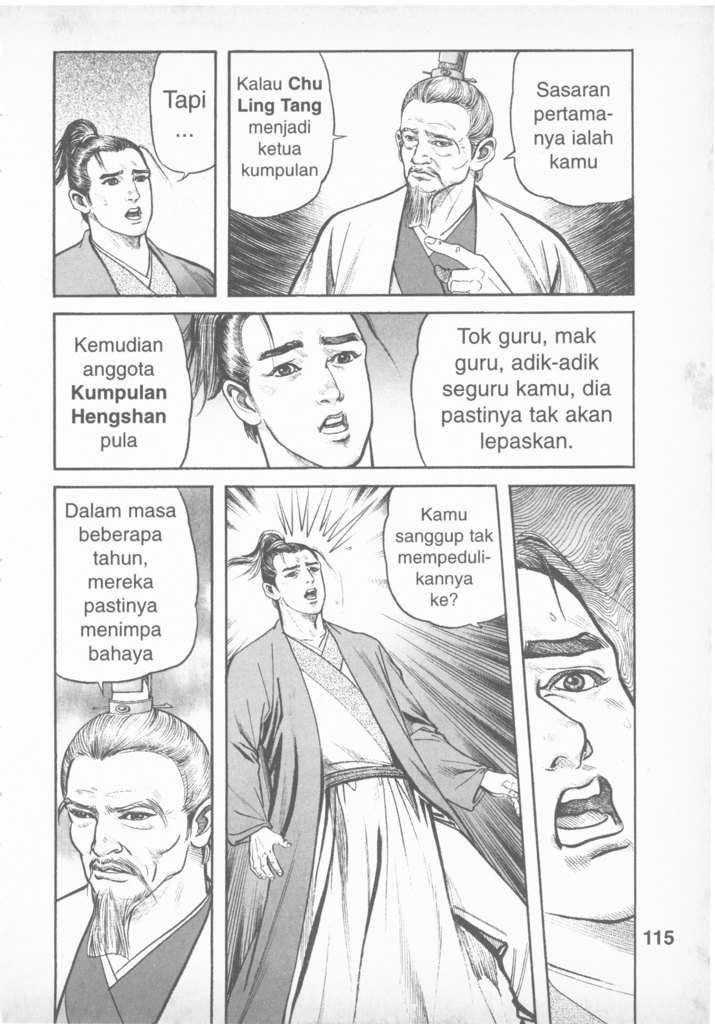 Tapi
...
Kalau Chu
Ling Tang
menjadi
ketua
kumpulan
Sasaran
pertama-
nya ialah
kamu
Kemudian
anggota
Kumpulan
Hengshan
pula
Tok guru, mak
guru, adik-adik
seguru kamu, dia
pastinya tak akan
lepaskan.
Dalam masa
beberapa
tahun,
mereka
pastinya
menimpa
bahaya
Kamu
sanggup tak
mempeduli-
kannya
ke?
115